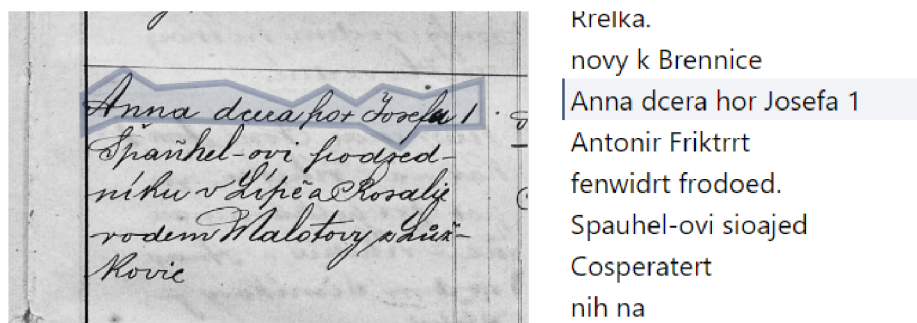 Anna dcera hor Josefa 1
Španhel-ovi podsed-
níku v Lípě a Rosalie
rodem Malotovy z Luž-
kovic
Krelka.
novy k Brennice
Anna dcera hor Josefa 1
Antonir Friktrrt
fenwidrt frodoed.
Spauhel-ovi sioajed
Cosperatert
nih na